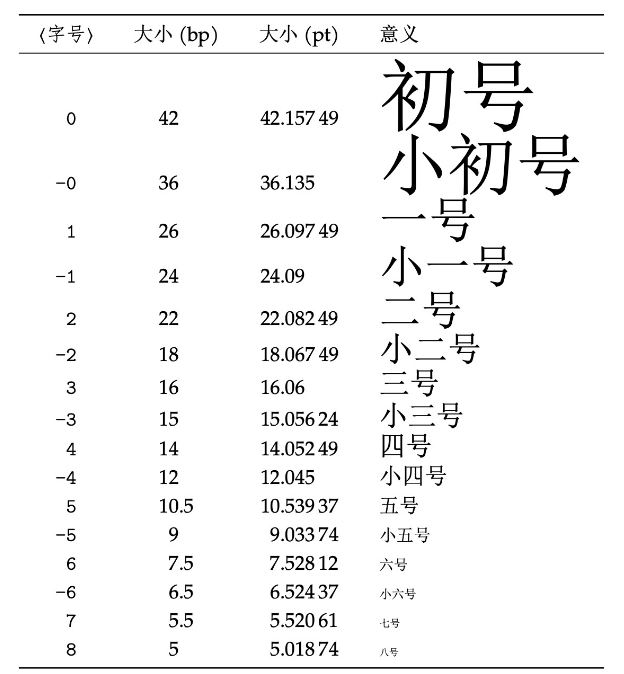 〈字号〉 大小 (bp) 大小 (pt) 意义
0 42 42.157 49 初号
-0 36 36.135 小初号
1 26 26.097 49 一号
-1 24 24.09 小一号
2 22 22.082 49 二号
-2 18 18.067 49 小二号
3 16 16.06 三号
-3 15 15.056 24 小三号
4 14 14.052 49 四号
-4 12 12.045 小四号
5 10.5 10.539 37 五号
-5 9 9.033 74 小五号
6 7.5 7.528 12 六号
-6 6.5 6.524 37 小六号
7 5.5 5.520 61 七号
8 5 5.018 74 八号